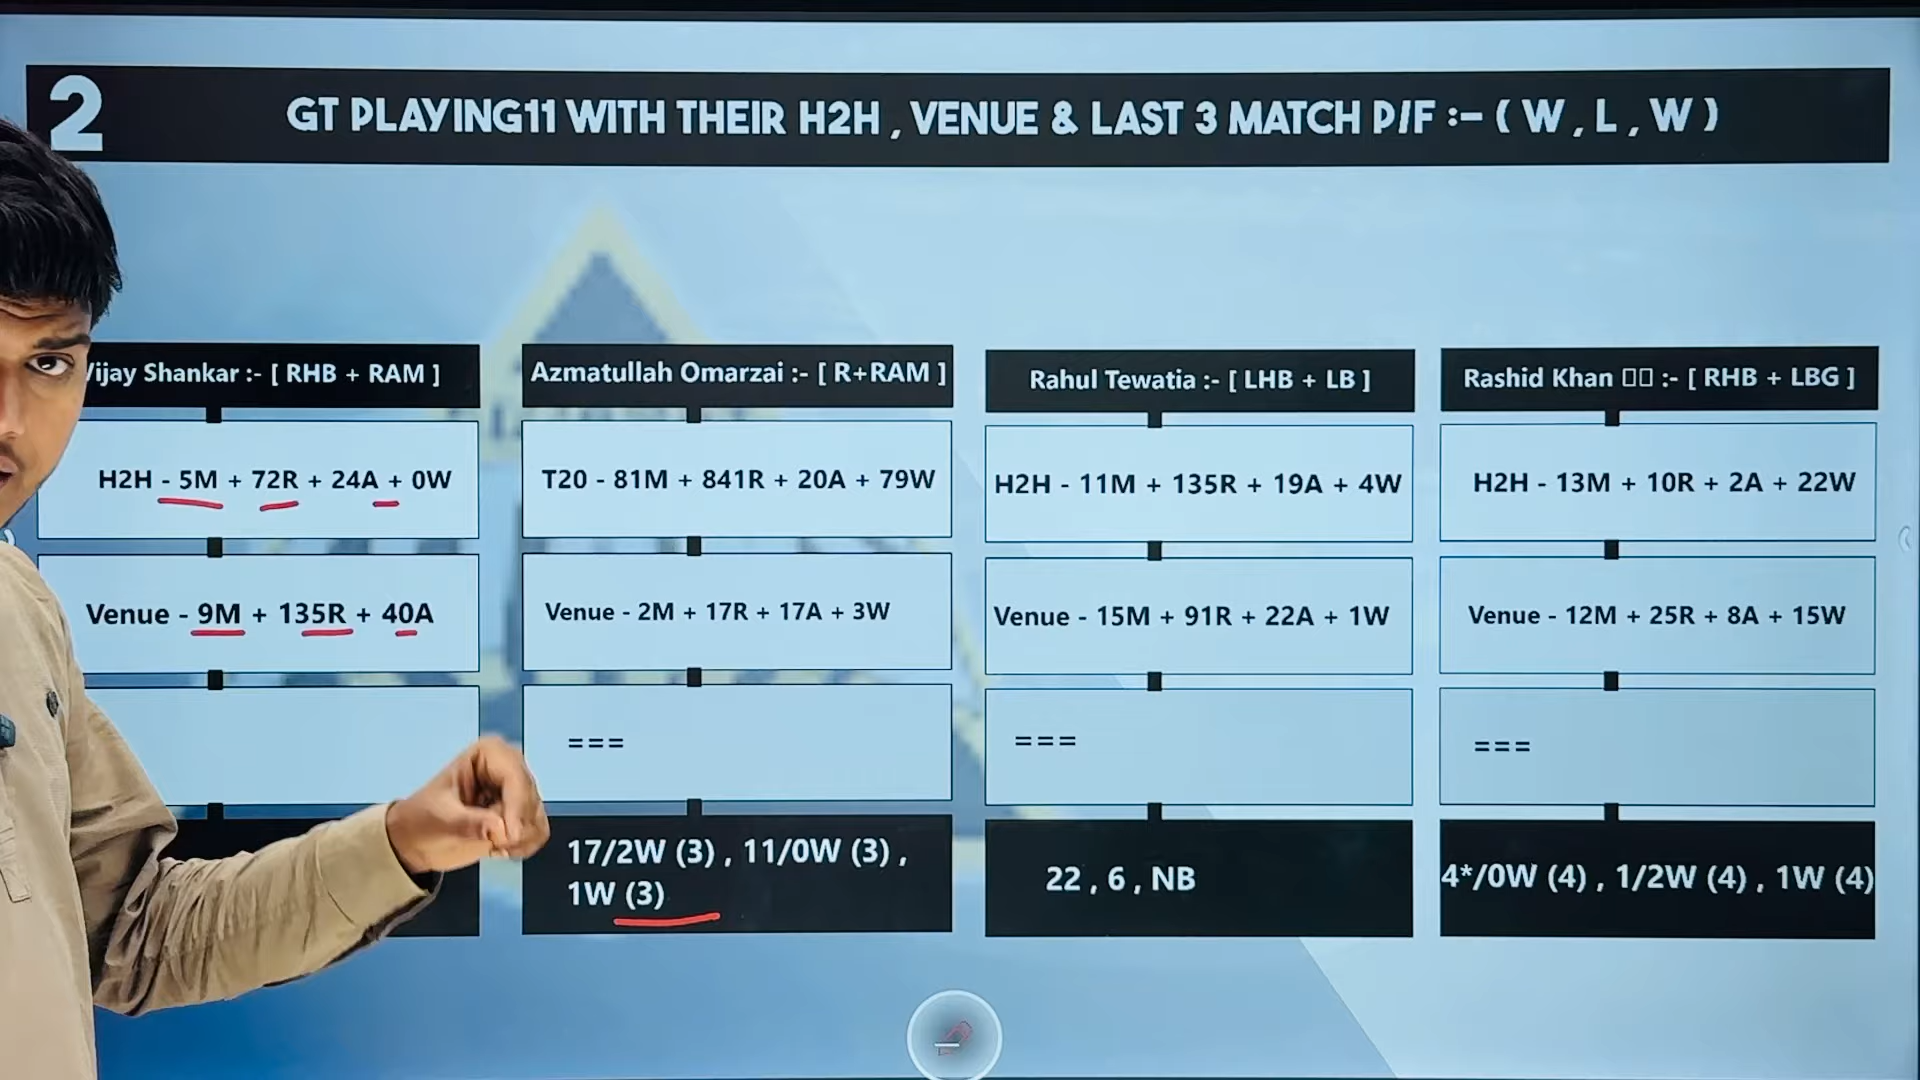 2
GT PLAYING11 WITH THEIR H2H , VENUE & LAST 3 MATCH P/F :– ( W , L , W )
Vijay Shankar :- [ RHB + RAM ]
H2H - 5M + 72R + 24A + 0W
Venue - 9M + 135R + 40A
Azmatullah Omarzai :- [ R+RAM ]
T20 - 81M + 841R + 20A + 79W
Venue - 2M + 17R + 17A + 3W
===
17/2W (3) , 11/0W (3) ,
1W (3)
Rahul Tewatia :- [ LHB + LB ]
H2H - 11M + 135R + 19A + 4W
Venue - 15M + 91R + 22A + 1W
===
22 , 6 , NB
Rashid Khan □□ :- [ RHB + LBG ]
H2H - 13M + 10R + 2A + 22W
Venue - 12M + 25R + 8A + 15W
===
4*/0W (4) , 1/2W (4) , 1W (4)